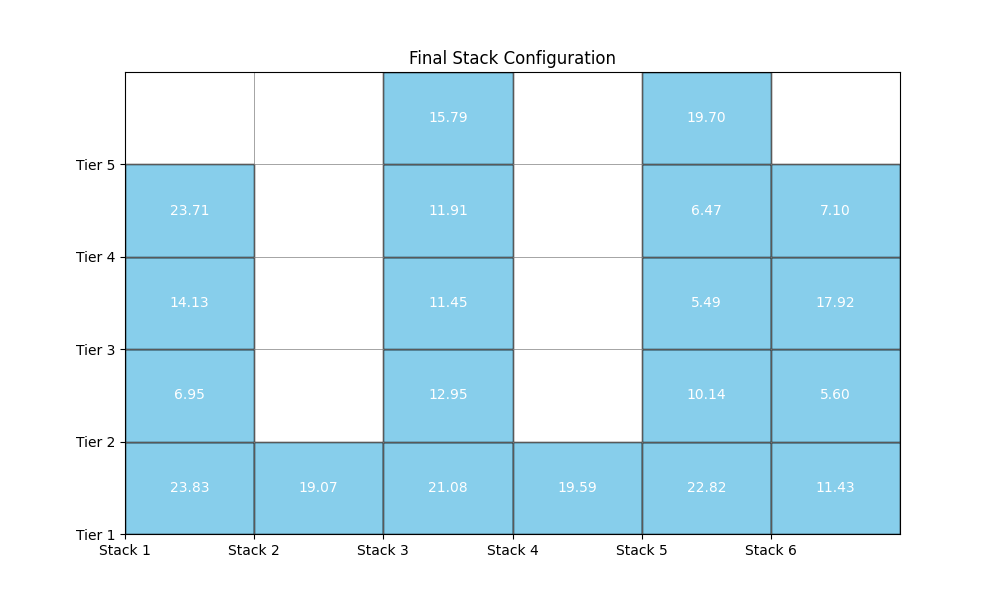 Final Stack Configuration
15.79 19.70
Tier 5
23.71 11.91 6.47 7.10
Tier 4
14.13 11.45 5.49 17.92
Tier 3
6.95 12.95 10.14 5.60
Tier 2
23.83 19.07 21.08 19.59 22.82 11.43
Tier 1
Stack 1 Stack 2 Stack 3 Stack 4 Stack 5 Stack 6